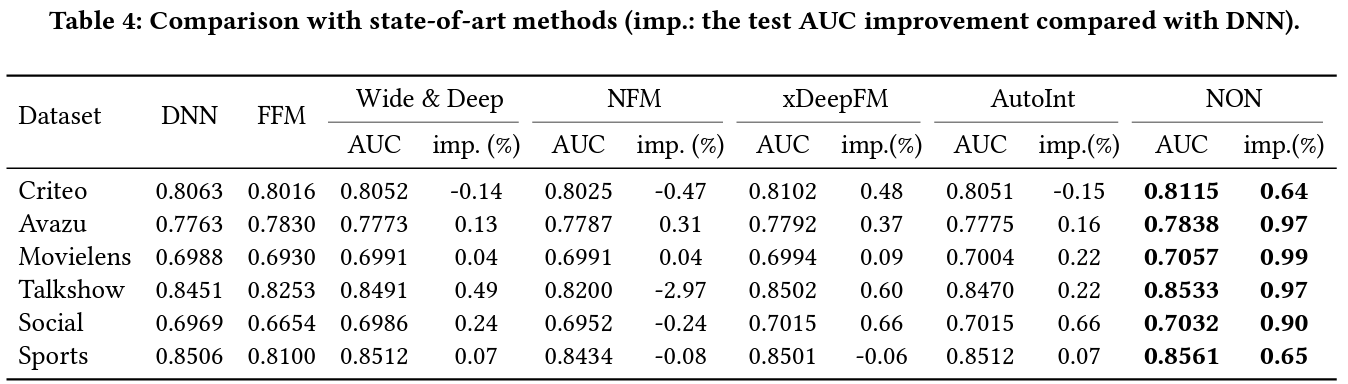 Table 4: Comparison with state-of-art methods (imp.: the test AUC improvement compared with DNN).
Dataset DNN FFM Wide & Deep NFM xDeepFM AutoInt NON
AUC imp. (%) AUC imp. (%) AUC imp.(%) AUC imp.(%) AUC imp.(%)
Criteo 0.8063 0.8016 0.8052 -0.14 0.8025 -0.47 0.8102 0.48 0.8051 -0.15 0.8115 0.64
Avazu 0.7763 0.7830 0.7773 0.13 0.7787 0.31 0.7792 0.37 0.7775 0.16 0.7838 0.97
Movielens 0.6988 0.6930 0.6991 0.04 0.6991 0.04 0.6994 0.09 0.7004 0.22 0.7057 0.99
Talkshow 0.8451 0.8253 0.8491 0.49 0.8200 -2.97 0.8502 0.60 0.8470 0.22 0.8533 0.97
Social 0.6969 0.6654 0.6986 0.24 0.6952 -0.24 0.7015 0.66 0.7015 0.66 0.7032 0.90
Sports 0.8506 0.8100 0.8512 0.07 0.8434 -0.08 0.8501 -0.06 0.8512 0.07 0.8561 0.65